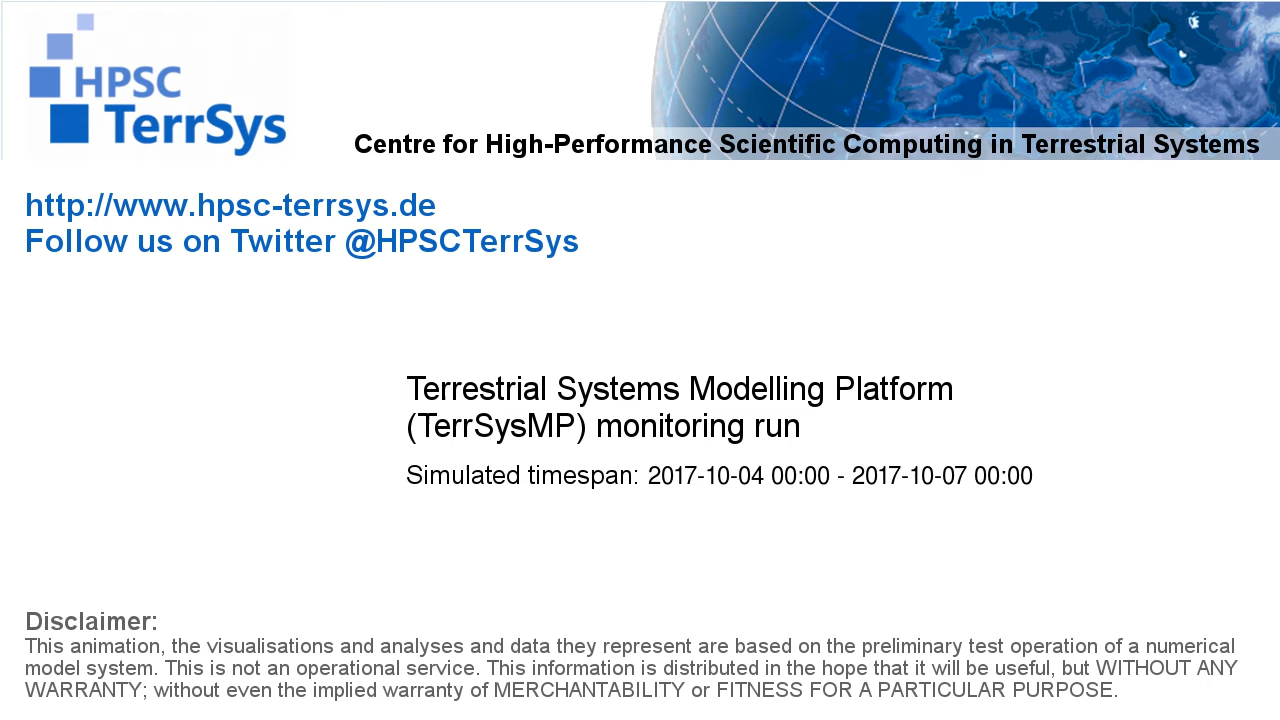 HPSC
TerrSys
Centre for High-Performance Scientific Computing in Terrestrial Systems
http://www.hpsc-terrsys.de
Follow us on Twitter @HPSCTerrSys
Terrestrial Systems Modelling Platform
(TerrSysMP) monitoring run
Simulated timespan: 2017-10-04 00:00 - 2017-10-07 00:00
Disclaimer:
This animation, the visualisations and analyses and data they represent are based on the preliminary test operation of a numerical
model system. This is not an operational service. This information is distributed in the hope that it will be useful, but WITHOUT ANY
WARRANTY; without even the implied warranty of MERCHANTABILITY or FITNESS FOR A PARTICULAR PURPOSE.